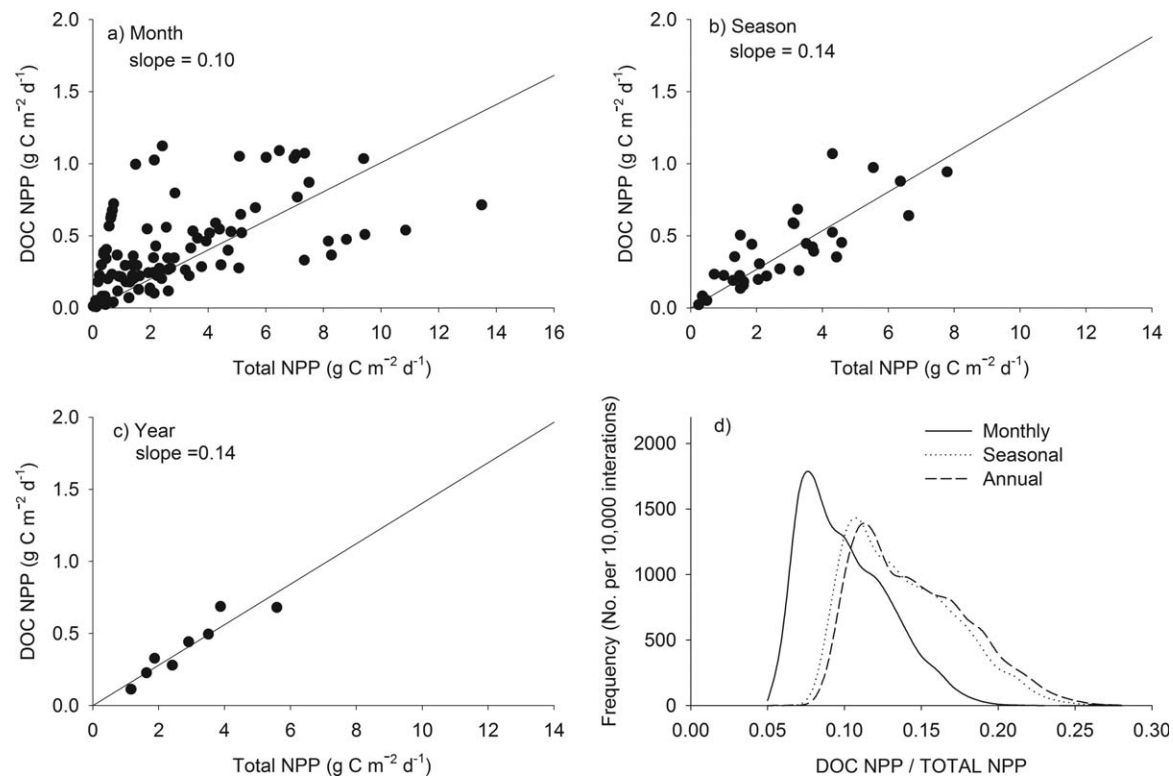 a) Month
slope = 0.10
DOC NPP (g C m⁻² d⁻¹)
2.0
1.5
1.0
0.5
0.0
0 2 4 6 8 10 12 14 16
Total NPP (g C m⁻² d⁻¹)
b) Season
slope = 0.14
DOC NPP (g C m⁻² d⁻¹)
2.0
1.5
1.0
0.5
0.0
0 2 4 6 8 10 12 14
Total NPP (g C m⁻² d⁻¹)
c) Year
slope =0.14
DOC NPP (g C m⁻² d⁻¹)
2.0
1.5
1.0
0.5
0.0
0 2 4 6 8 10 12 14
Total NPP (g C m⁻² d⁻¹)
d)
Monthly
Seasonal
Annual
Frequency (No. per 10,000 interations)
2000
1500
1000
500
0
0.00 0.05 0.10 0.15 0.20 0.25 0.30
DOC NPP / TOTAL NPP